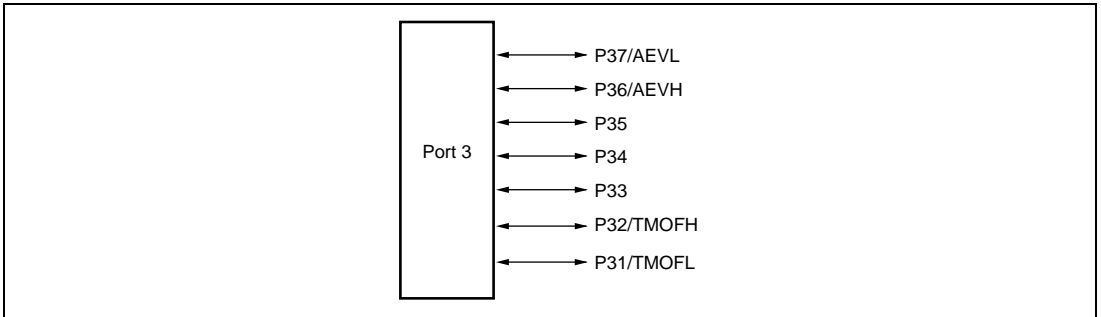 P37/AEVL
P36/AEVH
P35
Port 3
P34
P33
P32/TMOFH
P31/TMOFL